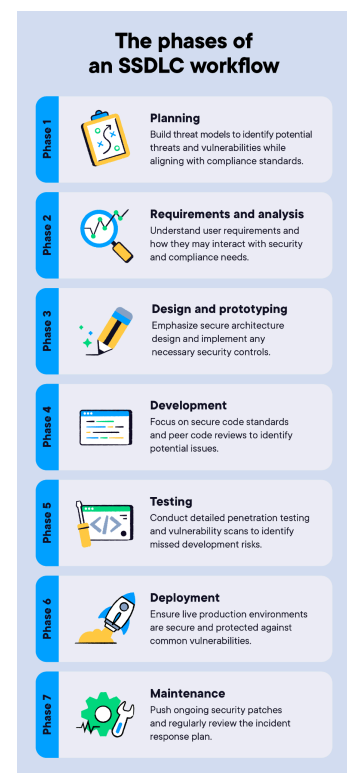 The phases of
an SSDLC workflow
Phase 1
Planning
Build threat models to identify potential
threats and vulnerabilities while
aligning with compliance standards.
Phase 2
Requirements and analysis
Understand user requirements and
how they may interact with security
and compliance needs.
Phase 3
Design and prototyping
Emphasize secure architecture
design and implement any
necessary security controls.
Phase 4
Development
Focus on secure code standards
and peer code reviews to identify
potential issues.
Phase 5
</>
Testing
Conduct detailed penetration testing
and vulnerability scans to identify
missed development risks.
Phase 6
Deployment
Ensure live production environments
are secure and protected against
common vulnerabilities.
Phase 7
Maintenance
Push ongoing security patches
and regularly review the incident
response plan.